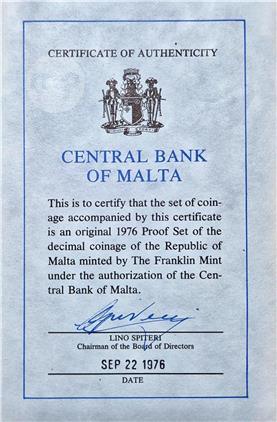 CERTIFICATE OF AUTHENTICITY
CENTRAL BANK
OF MALTA
This is to certify that the set of coin-
age accompanied by this certificate
is an original 1976 Proof Set of the
decimal coinage of the Republic of
Malta minted by The Franklin Mint
under the authorization of the Cen-
tral Bank of Malta.
LINO SPITERI
Chairman of the Board of Directors
SEP 22 1976
DATE